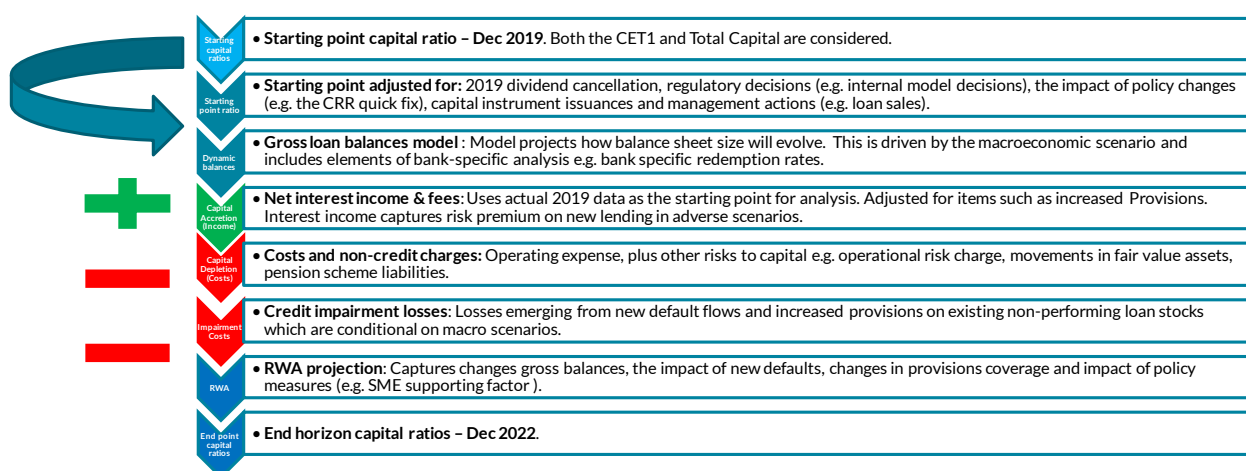 Starting
capital
ratios
• Starting point capital ratio – Dec 2019. Both the CET1 and Total Capital are considered.
Starting
point ratio
• Starting point adjusted for: 2019 dividend cancellation, regulatory decisions (e.g. internal model decisions), the impact of policy changes
(e.g. the CRR quick fix), capital instrument issuances and management actions (e.g. loan sales).
Dynamic
balances
• Gross loan balances model : Model projects how balance sheet size will evolve. This is driven by the macroeconomic scenario and
includes elements of bank-specific analysis e.g. bank specific redemption rates.
Capital
Accretion
(Income)
• Net interest income & fees: Uses actual 2019 data as the starting point for analysis. Adjusted for items such as increased Provisions.
Interest income captures risk premium on new lending in adverse scenarios.
Capital
Depletion
(Costs)
• Costs and non-credit charges: Operating expense, plus other risks to capital e.g. operational risk charge, movements in fair value assets,
pension scheme liabilities.
Impairment
Costs
• Credit impairment losses: Losses emerging from new default flows and increased provisions on existing non-performing loan stocks
which are conditional on macro scenarios.
RWA
• RWA projection: Captures changes gross balances, the impact of new defaults, changes in provisions coverage and impact of policy
measures (e.g. SME supporting factor ).
End point
capital
ratios
• End horizon capital ratios – Dec 2022.